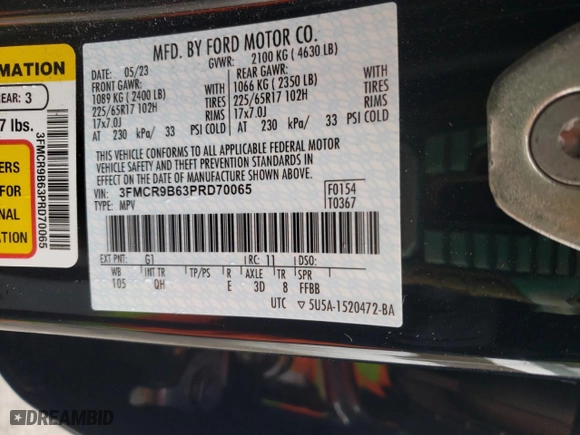 MFD. BY FORD MOTOR CO.
DATE: 05/23 GVWR: 2100 KG ( 4630 LB)
FRONT GAWR: REAR GAWR:
1089 KG ( 2400 LB) WITH 1066 KG ( 2350 LB) WITH
225/65R17 102H TIRES 225/65R17 102H TIRES
17x7.0J RIMS 17x7.0J RIMS
AT 230 kPa/ 33 PSI COLD AT 230 kPa/ 33 PSI COLD
THIS VEHICLE CONFORMS TO ALL APPLICABLE FEDERAL MOTOR
VEHICLE SAFETY AND THEFT PREVENTION STANDARDS IN
EFFECT ON THE DATE OF MANUFACTURE SHOWN ABOVE.
VIN: 3FMCR9B63PRD70065 F0154
TYPE: MPV T0367
EXT PNT: G1 RC: 11 DSO:
WB INT TR TP/PS R AXLE TR SPR
105 QH E 3D 8 FFBB
UTC ▽ 5U5A-1520472-BA
MATION
EAR: 3
7 lbs.
ERS
FOR
NAL
ON
3FMCR9B63PRD70065
DREAMBID